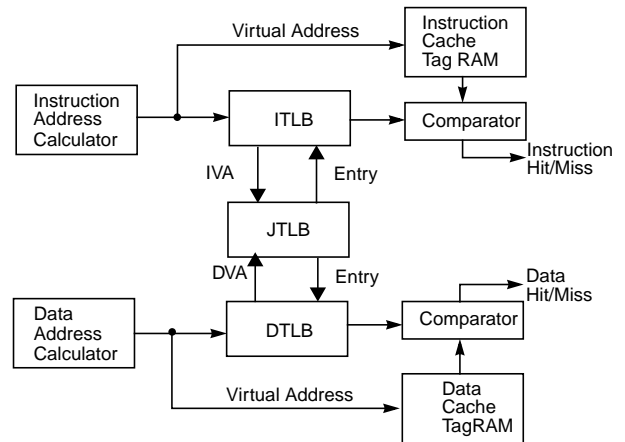 Virtual Address
Instruction
Cache
Tag RAM
Instruction
Address
Calculator
ITLB
Comparator
Instruction
Hit/Miss
IVA
Entry
JTLB
DVA
Entry
Data
Hit/Miss
Data
Address
Calculator
DTLB
Comparator
Virtual Address
Data
Cache
TagRAM